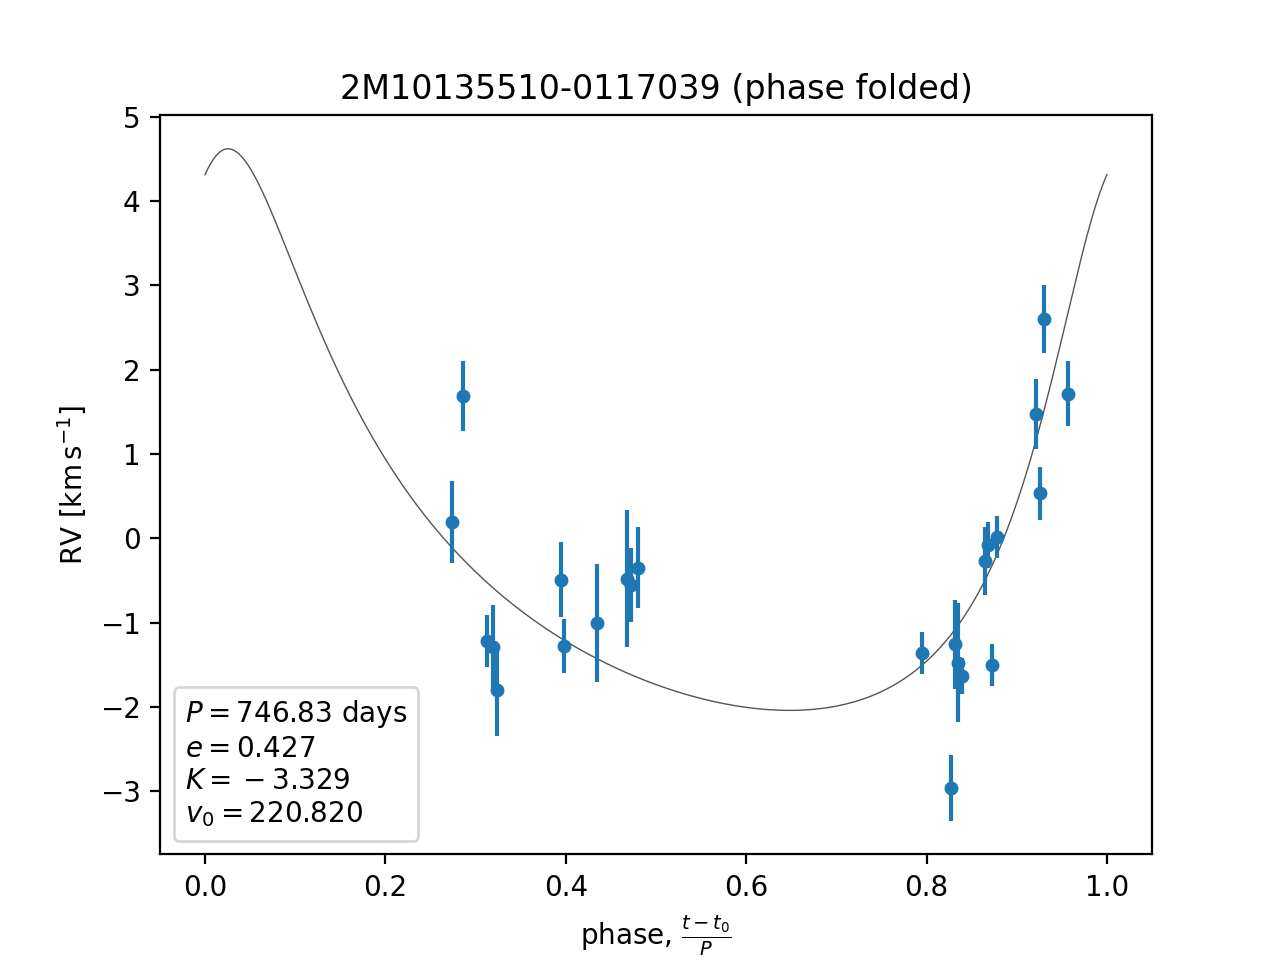 2M10135510-0117039 (phase folded)
5
4
3
2
1
0
−1
−2
−3
RV [km s⁻¹]
P = 746.83 days
e = 0.427
K = −3.329
v₀ = 220.820
0.0 0.2 0.4 0.6 0.8 1.0
phase, (t − t₀)/P